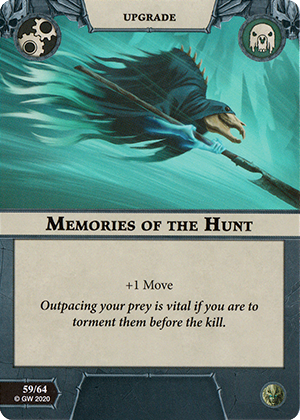 UPGRADE
MEMORIES OF THE HUNT
+1 Move
Outpacing your prey is vital if you are to
torment them before the kill.
59/64
© GW 2020